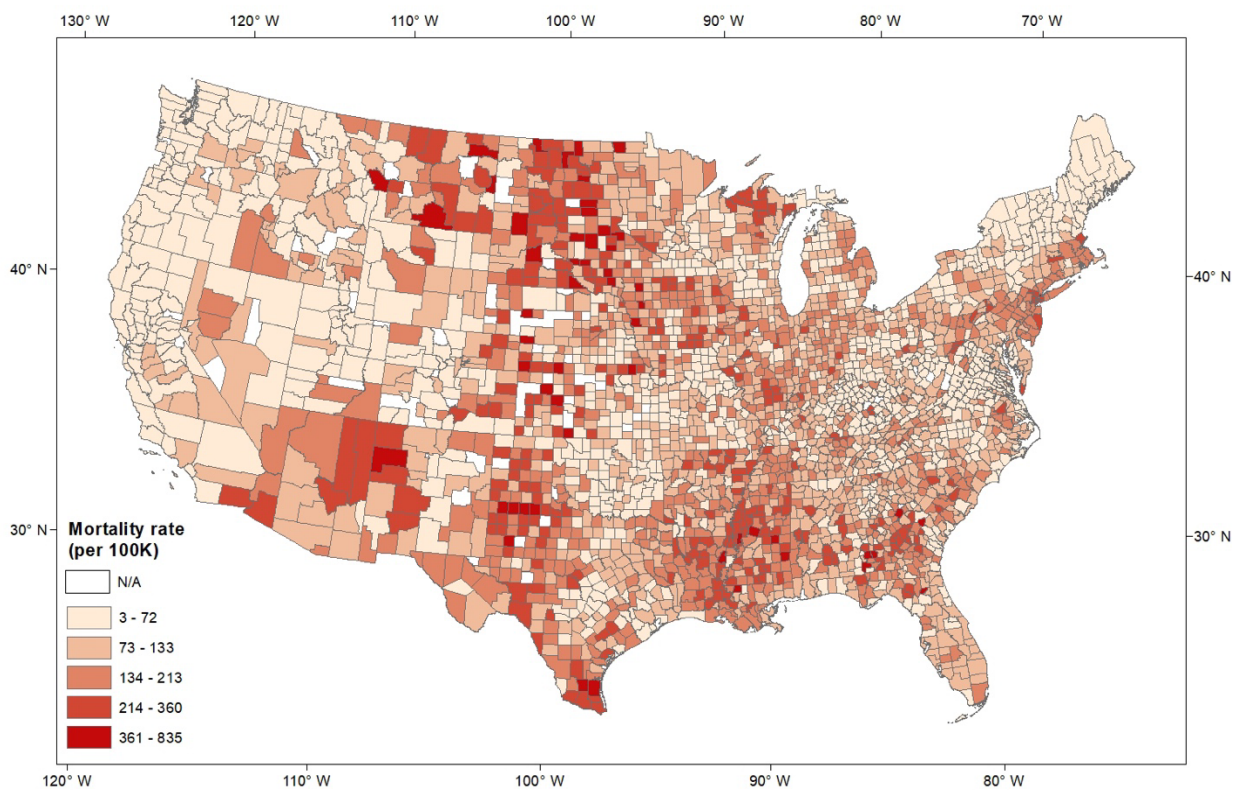 130° W 120° W 110° W 100° W 90° W 80° W 70° W
40° N 40° N
30° N 30° N
Mortality rate
(per 100K)
N/A
3 - 72
73 - 133
134 - 213
214 - 360
361 - 835
120° W 110° W 100° W 90° W 80° W